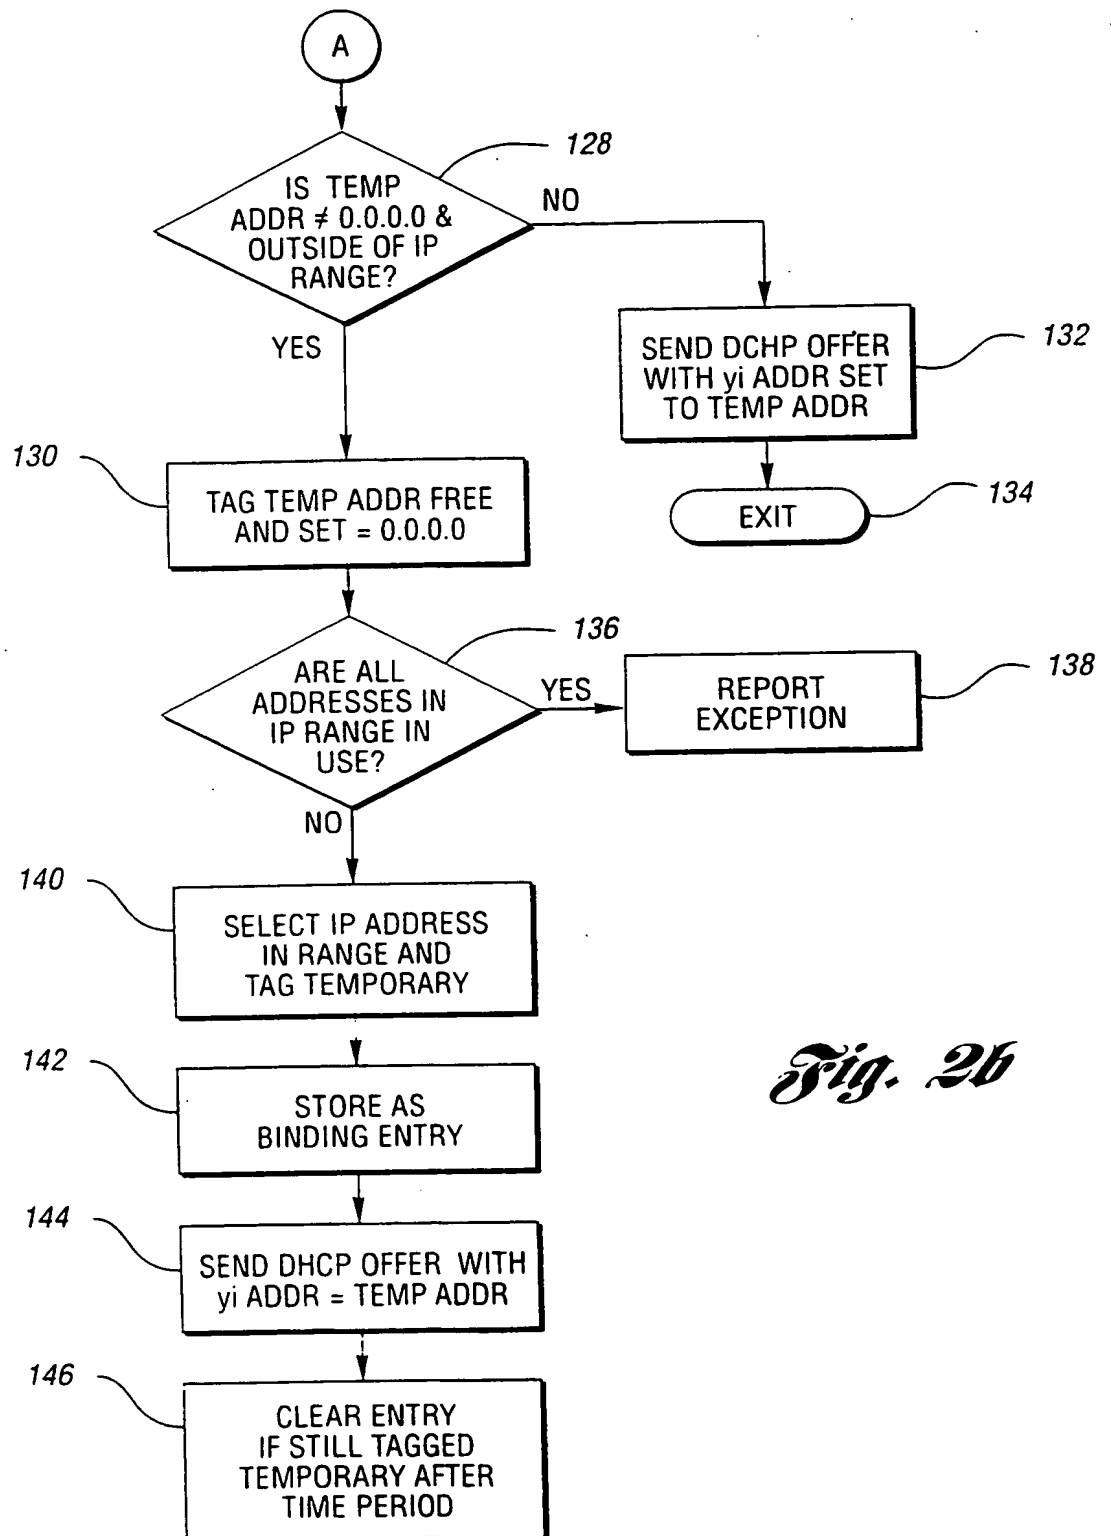 A
128
IS TEMP
ADDR ≠ 0.0.0.0 &
OUTSIDE OF IP
RANGE?
NO
YES
SEND DCHP OFFER
WITH yi ADDR SET
TO TEMP ADDR
132
130
TAG TEMP ADDR FREE
AND SET = 0.0.0.0
EXIT
134
136
ARE ALL
ADDRESSES IN
IP RANGE IN
USE?
YES
NO
REPORT
EXCEPTION
138
140
SELECT IP ADDRESS
IN RANGE AND
TAG TEMPORARY
142
STORE AS
BINDING ENTRY
Fig. 2b
144
SEND DHCP OFFER WITH
yi ADDR = TEMP ADDR
146
CLEAR ENTRY
IF STILL TAGGED
TEMPORARY AFTER
TIME PERIOD